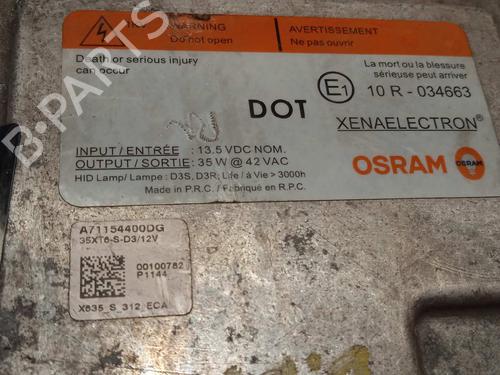 WARNING
Do not open
AVERTISSEMENT
Ne pas ouvrir
Death or serious injury
can occur
La mort ou la blessure
sérieuse peut arriver
E1
10 R - 034663
DOT
XENAELECTRON®
INPUT / ENTRÉE : 13.5 VDC NOM.
OUTPUT / SORTIE: 35 W @ 42 VAC
HID Lamp / Lampe : D3S, D3R; Life / à Vie > 3000h
Made in P.R.C. / Fabriqué en R.P.C.
OSRAM
OSRAM
A71154400DG
35XT6-S-D3/12V
00100782
P1144
X635_S_312_ECA
B-PARTS